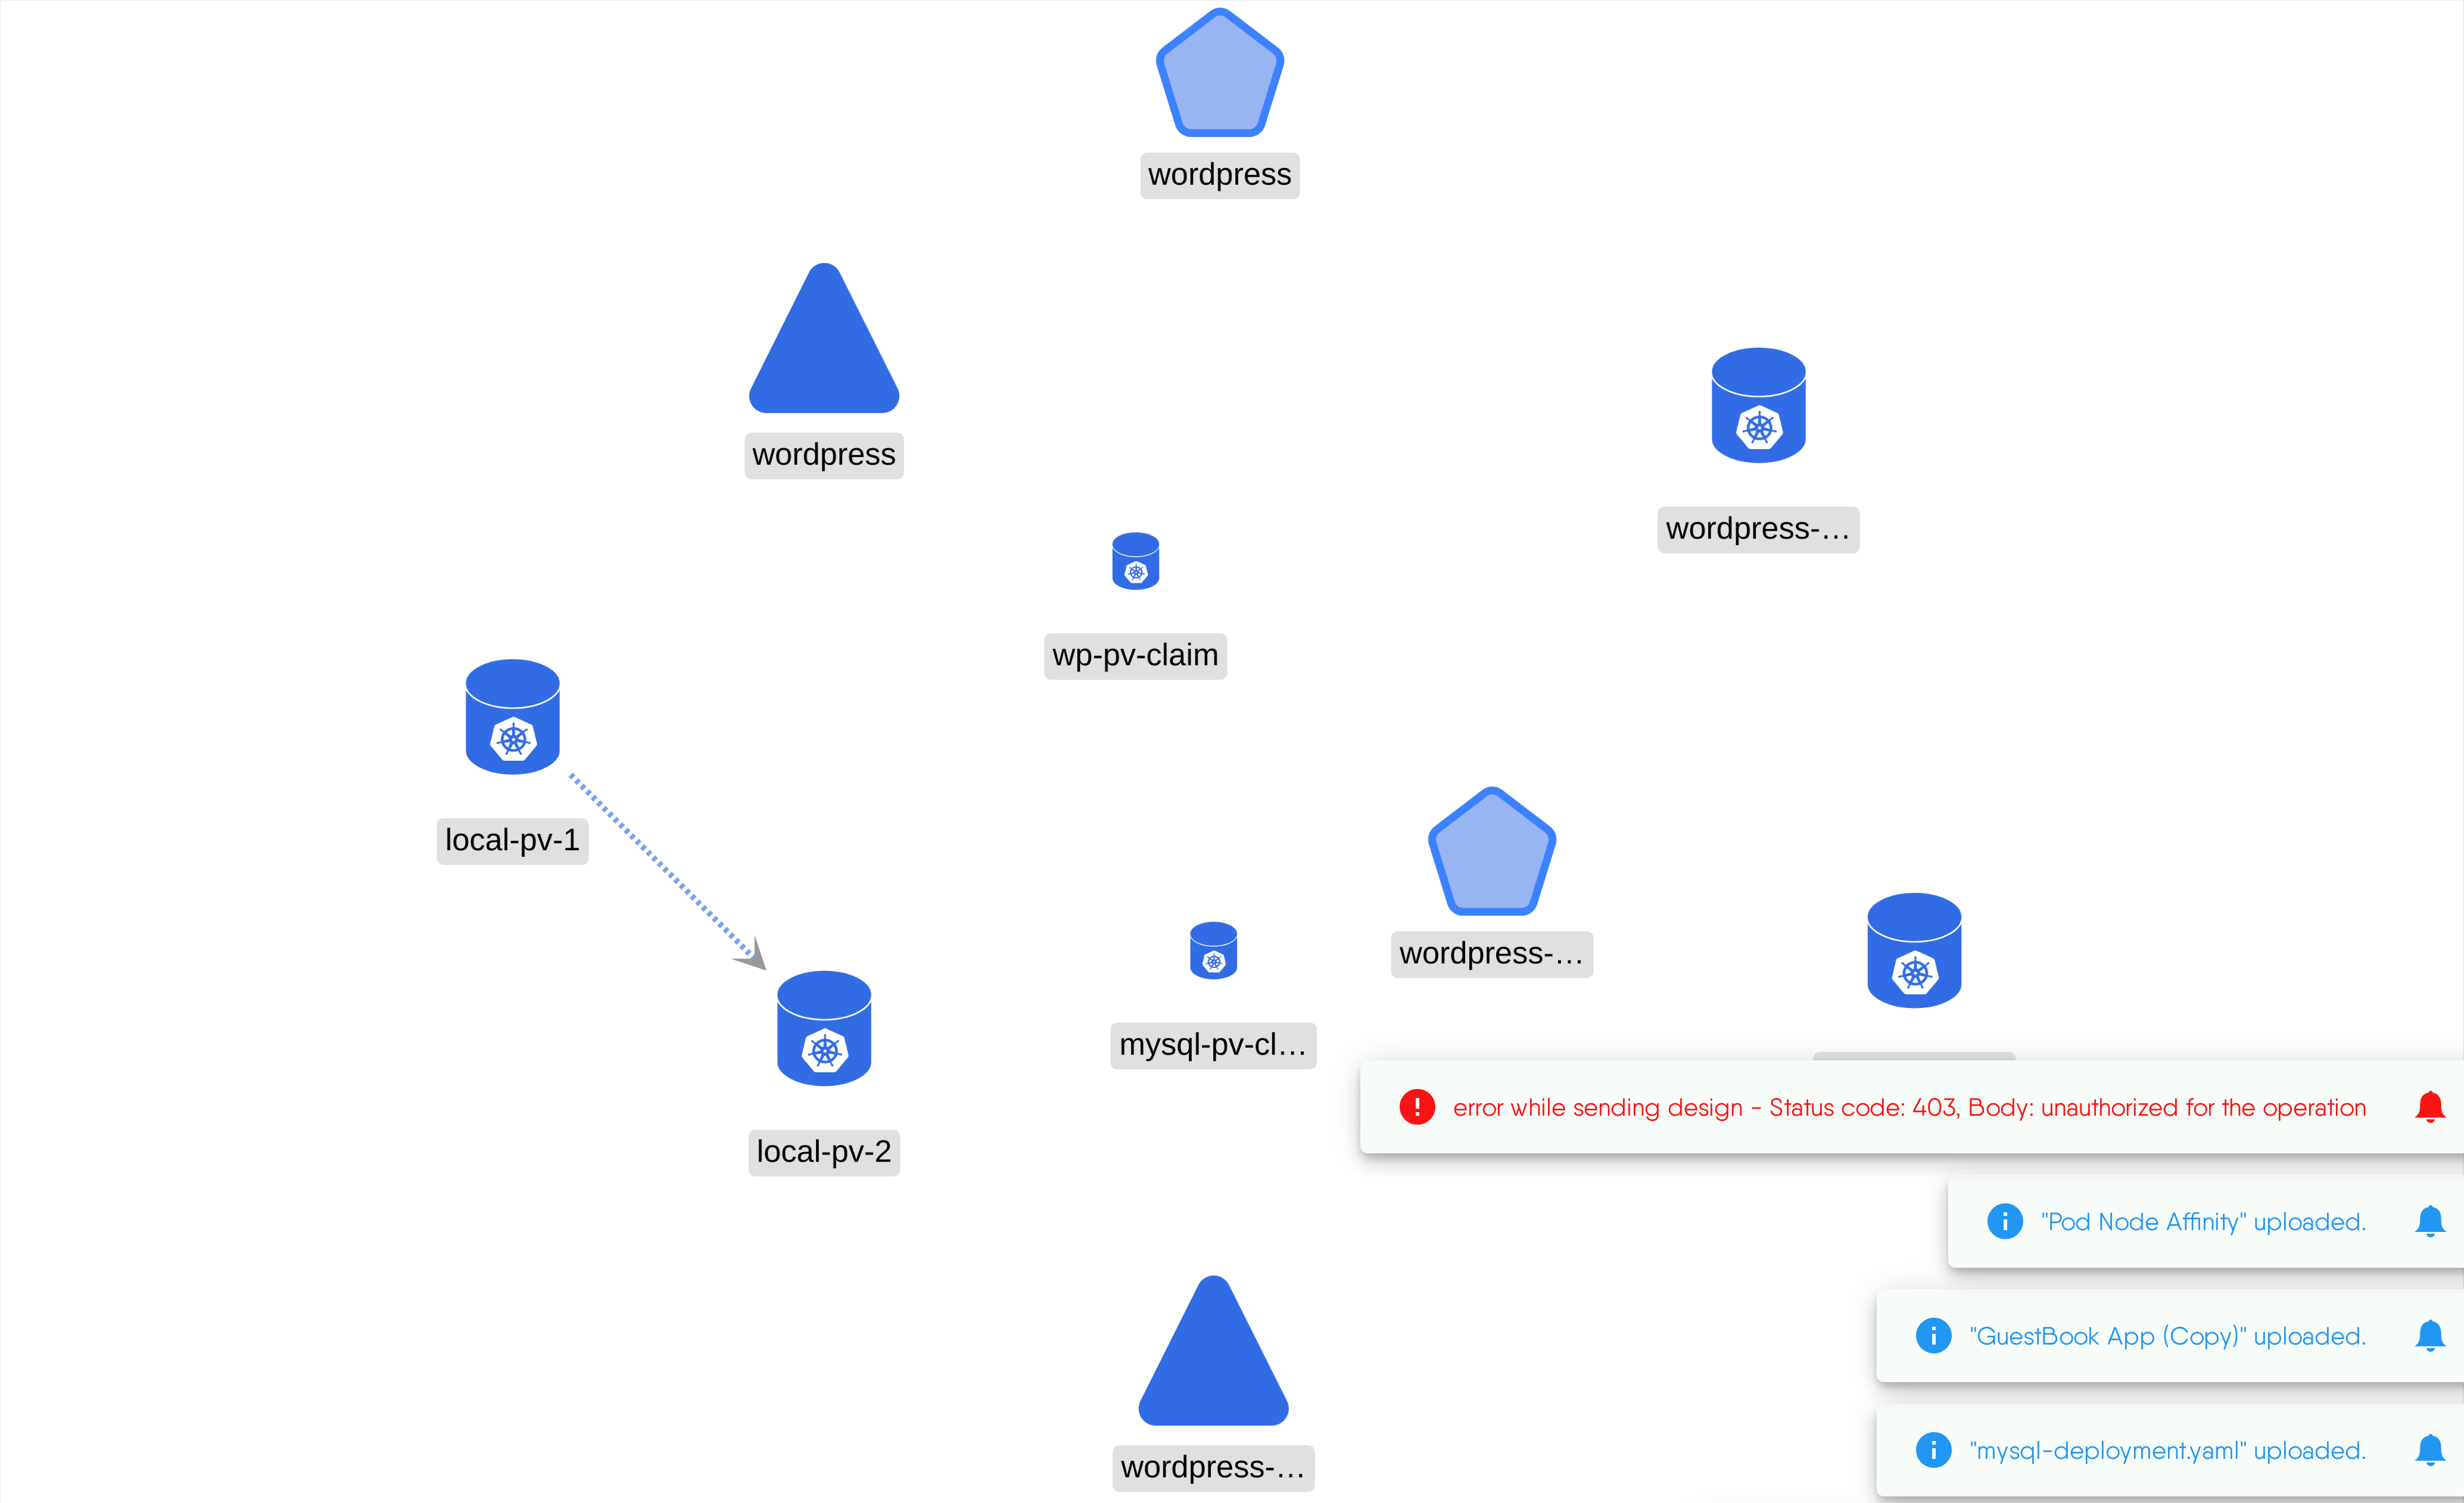 wordpress
wordpress
wordpress-…
wp-pv-claim
local-pv-1
wordpress-…
mysql-pv-cl…
local-pv-2
error while sending design - Status code: 403, Body: unauthorized for the operation
"Pod Node Affinity" uploaded.
"GuestBook App (Copy)" uploaded.
"mysql-deployment.yaml" uploaded.
wordpress-…